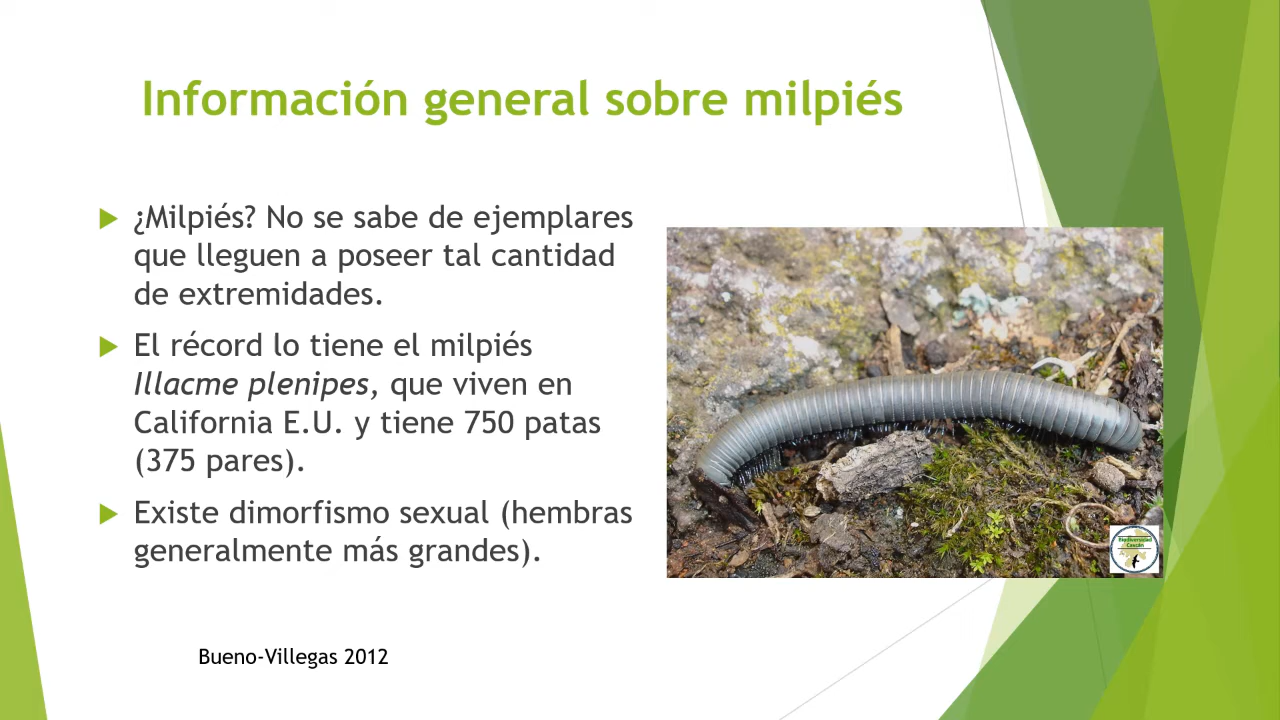 Información general sobre milpiés
¿Milpiés? No se sabe de ejemplares
que lleguen a poseer tal cantidad
de extremidades.
El récord lo tiene el milpiés
Illacme plenipes, que viven en
California E.U. y tiene 750 patas
(375 pares).
Existe dimorfismo sexual (hembras
generalmente más grandes).
Biodiversidad
Bueno-Villegas 2012